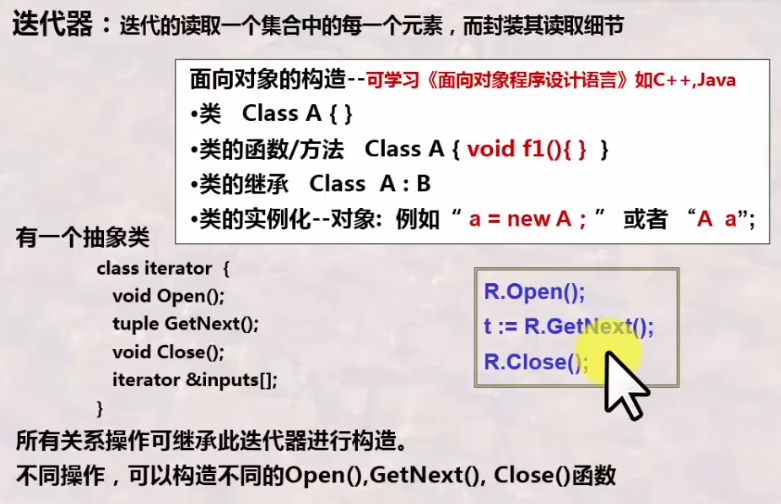 迭代器：迭代的读取一个集合中的每一个元素，而封装其读取细节
面向对象的构造--可学习《面向对象程序设计语言》如C++,Java
•类 Class A { }
•类的函数/方法 Class A { void f1(){ } }
•类的继承 Class A : B
•类的实例化--对象: 例如“ a = new A；” 或者 “A a”;
有一个抽象类
class iterator {
void Open();
tuple GetNext();
void Close();
iterator &inputs[];
}
R.Open();
t := R.GetNext();
R.Close();
所有关系操作可继承此迭代器进行构造。
不同操作，可以构造不同的Open(),GetNext(), Close()函数